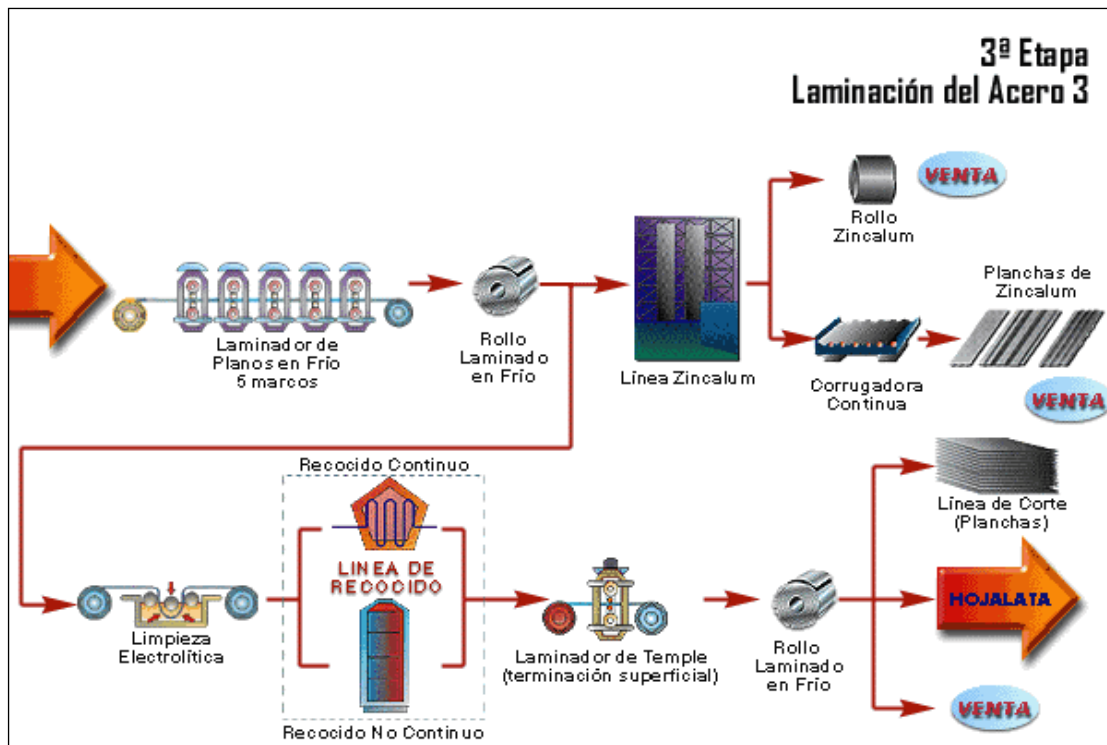 3ª Etapa
Laminación del Acero 3
VENTA
Rollo
Zincalum
Planchas de
Zincalum
Laminador de
Planos en Frío
5 marcos
Rollo
Laminado
en Frío
Línea Zincalum
Corrugadora
Continua
VENTA
Recocido Continuo
LINEA DE
RECOCIDO
Recocido No Continuo
Limpieza
Electrolítica
Laminador de Temple
(terminación superficial)
Rollo
Laminado
en Frío
Línea de Corte
(Planchas)
HOJALATA
VENTA